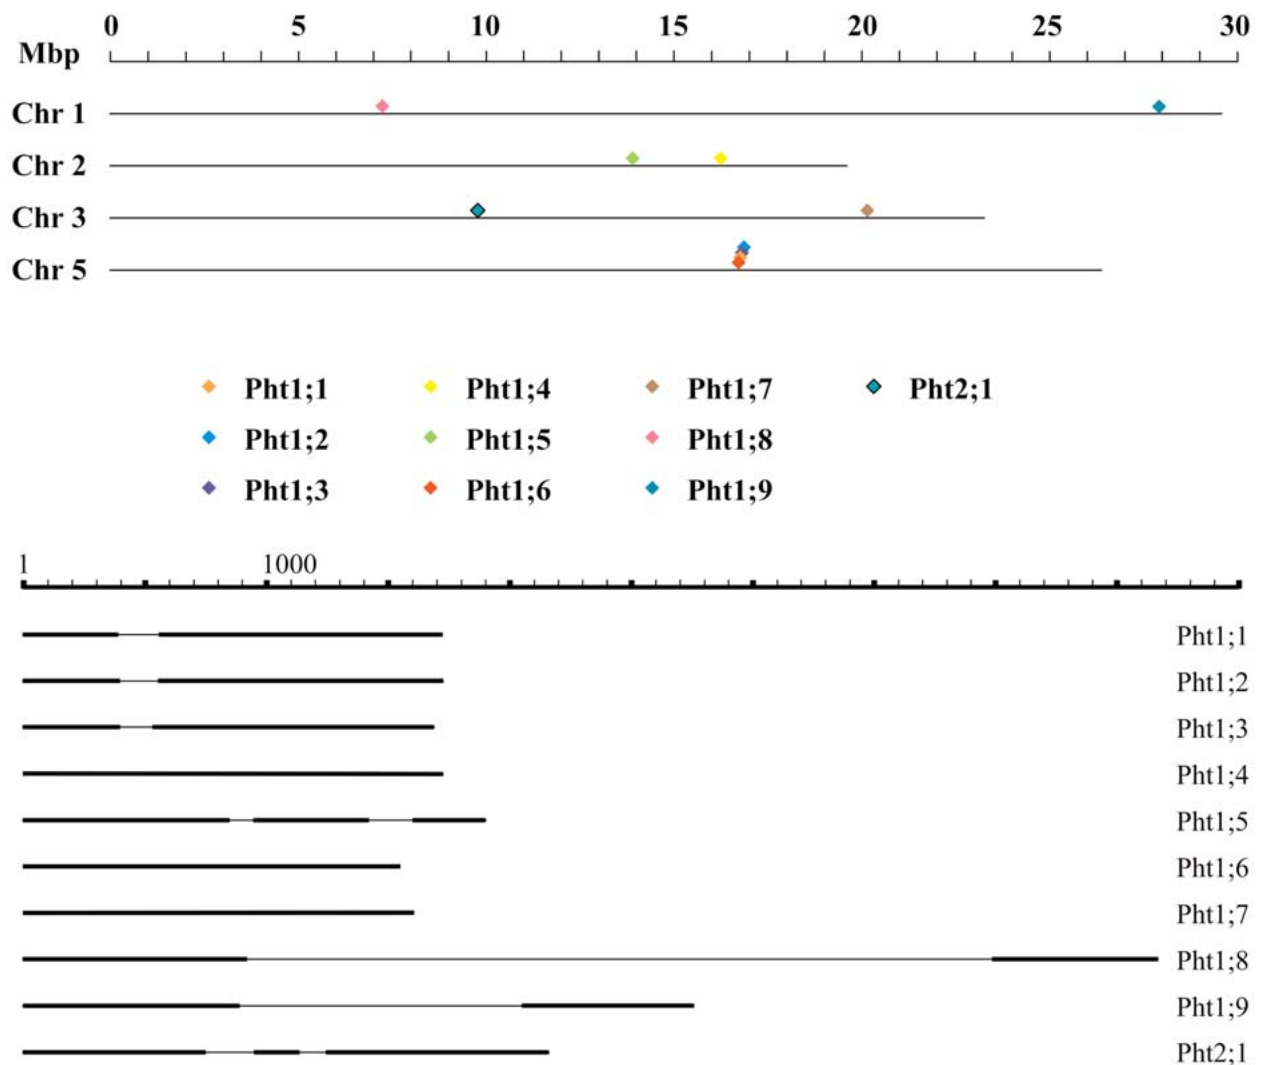 0 5 10 15 20 25 30
Mbp
Chr 1
Chr 2
Chr 3
Chr 5
Pht1;1 Pht1;4 Pht1;7 Pht2;1
Pht1;2 Pht1;5 Pht1;8
Pht1;3 Pht1;6 Pht1;9
1 1000
Pht1;1
Pht1;2
Pht1;3
Pht1;4
Pht1;5
Pht1;6
Pht1;7
Pht1;8
Pht1;9
Pht2;1